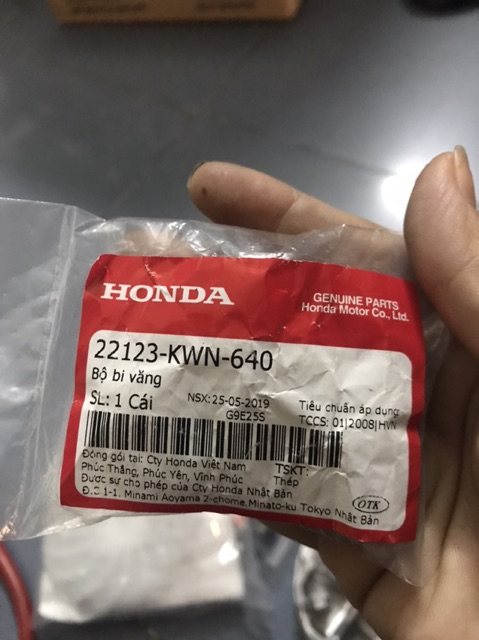 HONDA
GENUINE PARTS
Honda Motor Co., Ltd.
22123-KWN-640
Bộ bi văng
SL: 1 Cái
NSX: 25-05-2019
G9E25S
Tiêu chuẩn áp dụng
TCCS: 01|2008|HVN
Đóng gói tại: Cty Honda Việt Nam
Phúc Thắng, Phúc Yên, Vĩnh Phúc
TSKT:
Thép
Được sự cho phép của Cty Honda Nhật Bản
Đ.C 1-1. Minami Aoyama 2-chome.Minato-ku Tokyo Nhật Bản
OTK